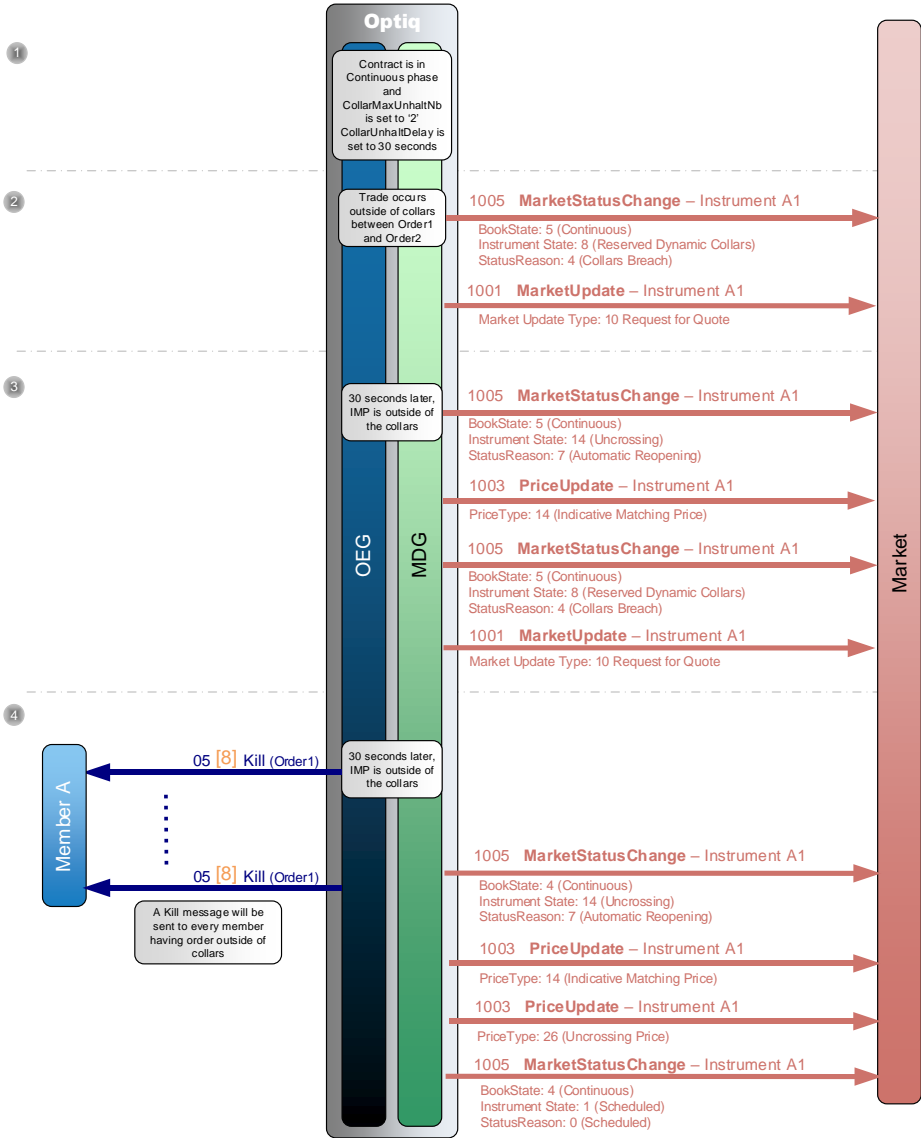 Optiq
1
Contract is in
Continuous phase
and
CollarMaxUnhaltNb
is set to ‘2’
CollarUnhaltDelay is
set to 30 seconds
2
Trade occurs
outside of collars
between Order1
and Order2
1005 MarketStatusChange – Instrument A1
BookState: 5 (Continuous)
Instrument State: 8 (Reserved Dynamic Collars)
StatusReason: 4 (Collars Breach)
1001 MarketUpdate – Instrument A1
Market Update Type: 10 Request for Quote
3
30 seconds later,
IMP is outside of
the collars
1005 MarketStatusChange – Instrument A1
BookState: 5 (Continuous)
Instrument State: 14 (Uncrossing)
StatusReason: 7 (Automatic Reopening)
1003 PriceUpdate – Instrument A1
PriceType: 14 (Indicative Matching Price)
OEG
MDG
Market
1005 MarketStatusChange – Instrument A1
BookState: 5 (Continuous)
Instrument State: 8 (Reserved Dynamic Collars)
StatusReason: 4 (Collars Breach)
1001 MarketUpdate – Instrument A1
Market Update Type: 10 Request for Quote
4
Member A
05 [8] Kill (Order1)
30 seconds later,
IMP is outside of
the collars
05 [8] Kill (Order1)
A Kill message will be
sent to every member
having order outside of
collars
1005 MarketStatusChange – Instrument A1
BookState: 4 (Continuous)
Instrument State: 14 (Uncrossing)
StatusReason: 7 (Automatic Reopening)
1003 PriceUpdate – Instrument A1
PriceType: 14 (Indicative Matching Price)
1003 PriceUpdate – Instrument A1
PriceType: 26 (Uncrossing Price)
1005 MarketStatusChange – Instrument A1
BookState: 4 (Continuous)
Instrument State: 1 (Scheduled)
StatusReason: 0 (Scheduled)